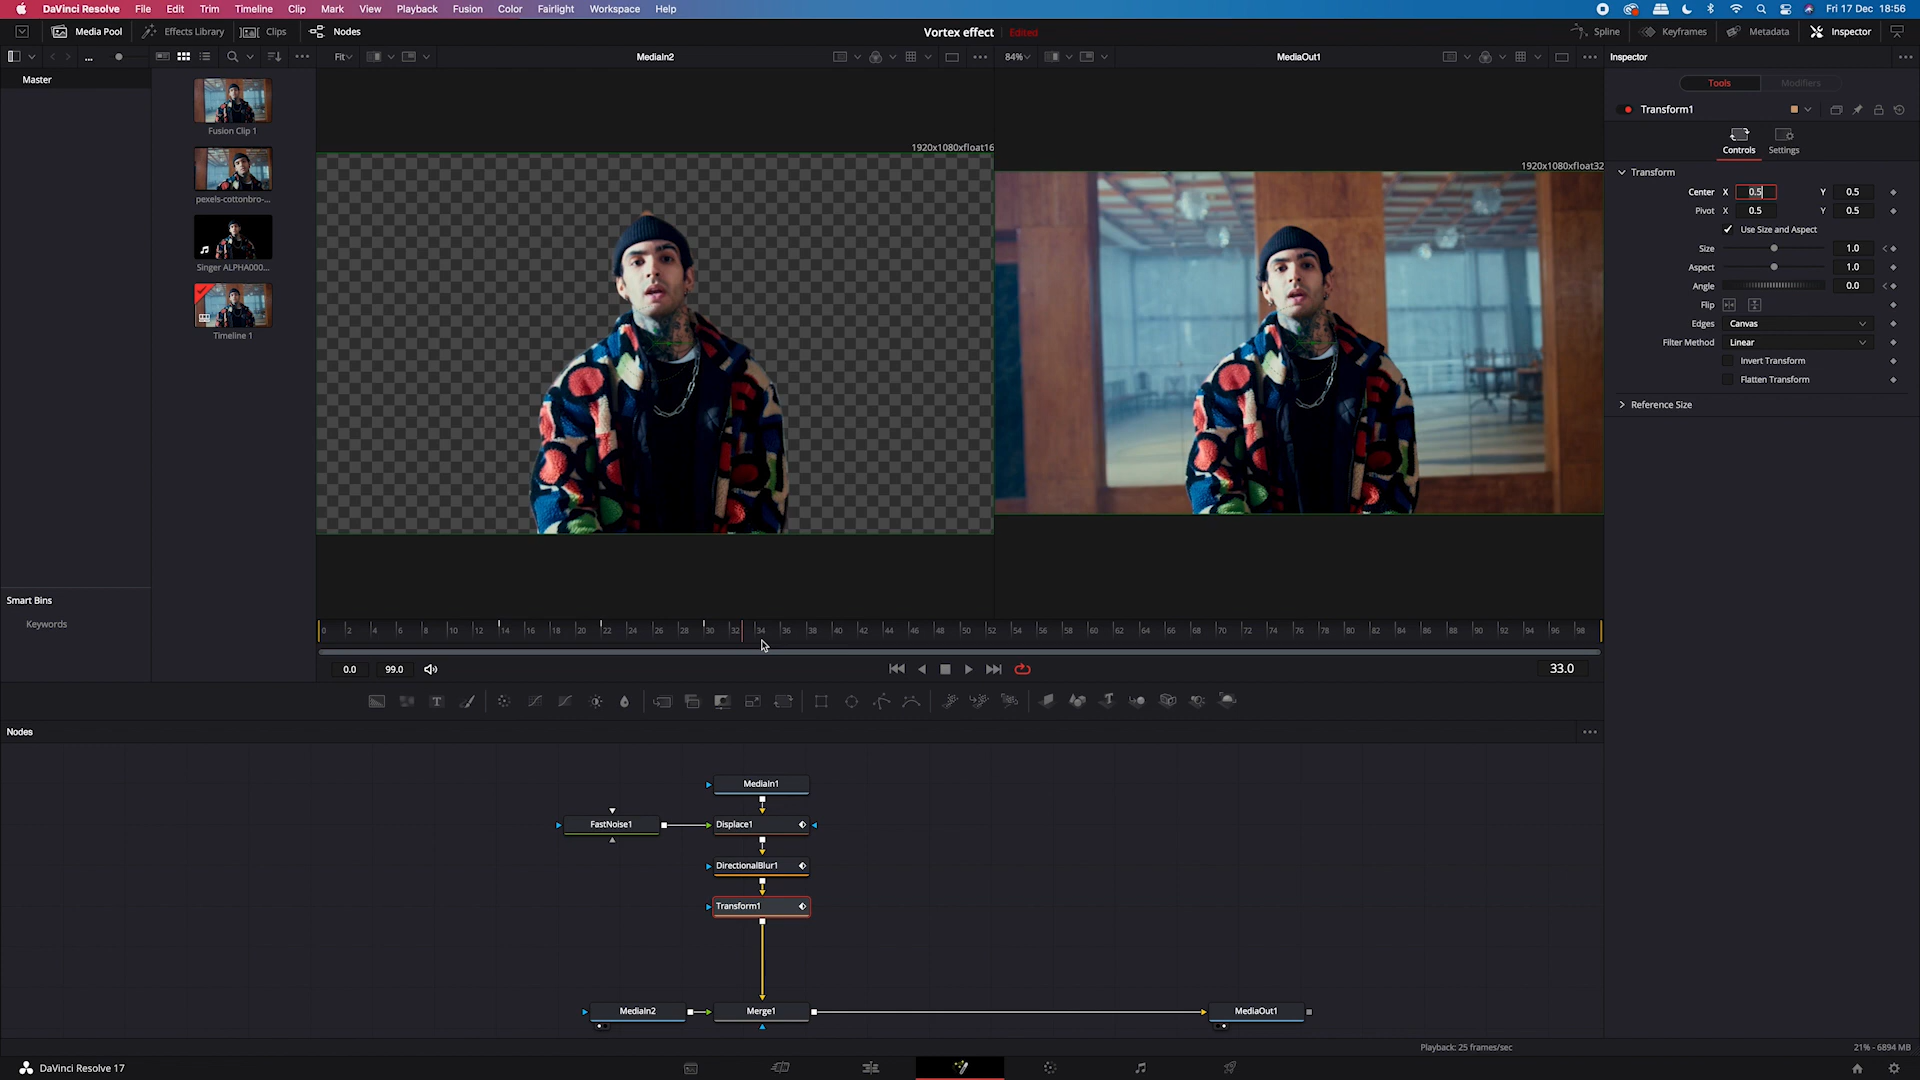 DaVinci Resolve File Edit Trim Timeline Clip Mark View Playback Fusion Color Fairlight Workspace Help Fri 17 Dec 18:56
Media Pool Effects Library Clips Nodes Vortex effect Edited Spline Keyframes Metadata Inspector
Fit MediaIn2 84% MediaOut1 Inspector
Master
Tools Modifiers
Fusion Clip 1
pexels-cottonbro-...
Singer ALPHA000...
Timeline 1
1920x1080xfloat16
1920x1080xfloat32
Transform1
Controls Settings
Transform
Center X 0.5 Y 0.5
Pivot X 0.5 Y 0.5
Use Size and Aspect
Size 1.0
Aspect 1.0
Angle 0.0
Flip
Edges Canvas
Filter Method Linear
Invert Transform
Flatten Transform
Reference Size
Smart Bins
Keywords
0 2 4 6 8 10 12 14 16 18 20 22 24 26 28 30 32 34 36 38 40 42 44 46 48 50 52 54 56 58 60 62 64 66 68 70 72 74 76 78 80 82 84 86 88 90 92 94 96 98
0.0 99.0 33.0
Nodes
MediaIn1
FastNoise1 Displace1
DirectionalBlur1
Transform1
MediaIn2 Merge1 MediaOut1
Playback: 25 frames/sec 21% - 6894 MB
DaVinci Resolve 17